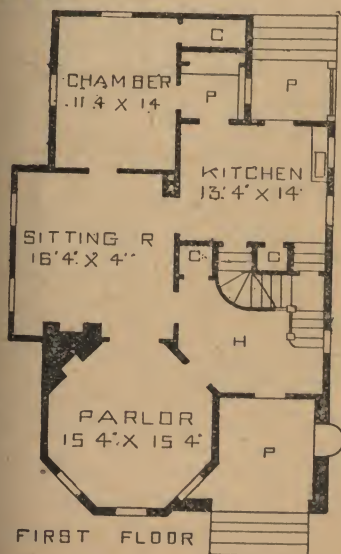 C
CHAMBER
11.4 X 14
P
P
KITCHEN
13'.4" X 14'
SITTING R
16'4". X 4"
C
C
H
PARLOR
15 4". X 15 4"
P
FIRST FLOOR